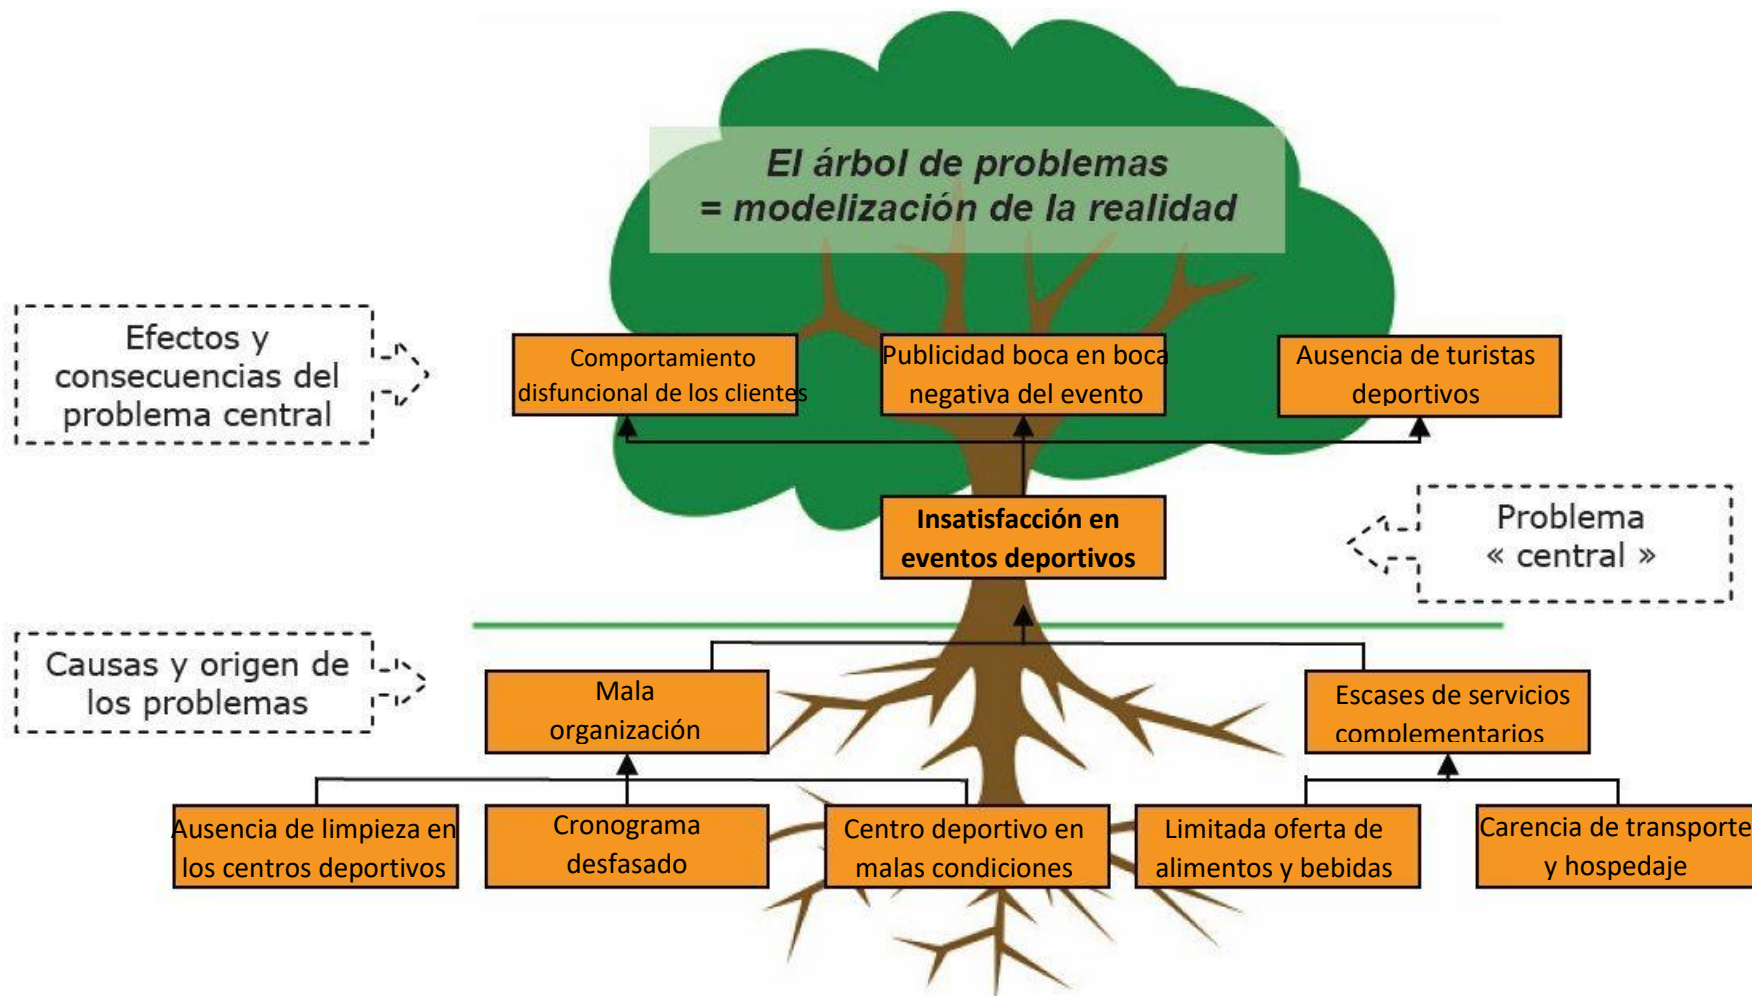 El árbol de problemas
= modelización de la realidad
Efectos y
consecuencias del
problema central
Comportamiento
disfuncional de los clientes
Publicidad boca en boca
negativa del evento
Ausencia de turistas
deportivos
Insatisfacción en
eventos deportivos
Problema
« central »
Causas y origen de
los problemas
Mala
organización
Escases de servicios
complementarios
Ausencia de limpieza en
los centros deportivos
Cronograma
desfasado
Centro deportivo en
malas condiciones
Limitada oferta de
alimentos y bebidas
Carencia de transporte
y hospedaje